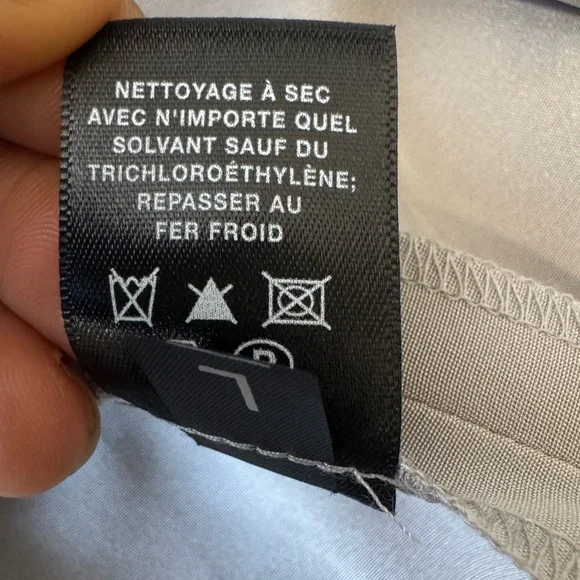 NETTOYAGE À SEC
AVEC N'IMPORTE QUEL
SOLVANT SAUF DU
TRICHLOROÉTHYLÈNE;
REPASSER AU
FER FROID
P
L